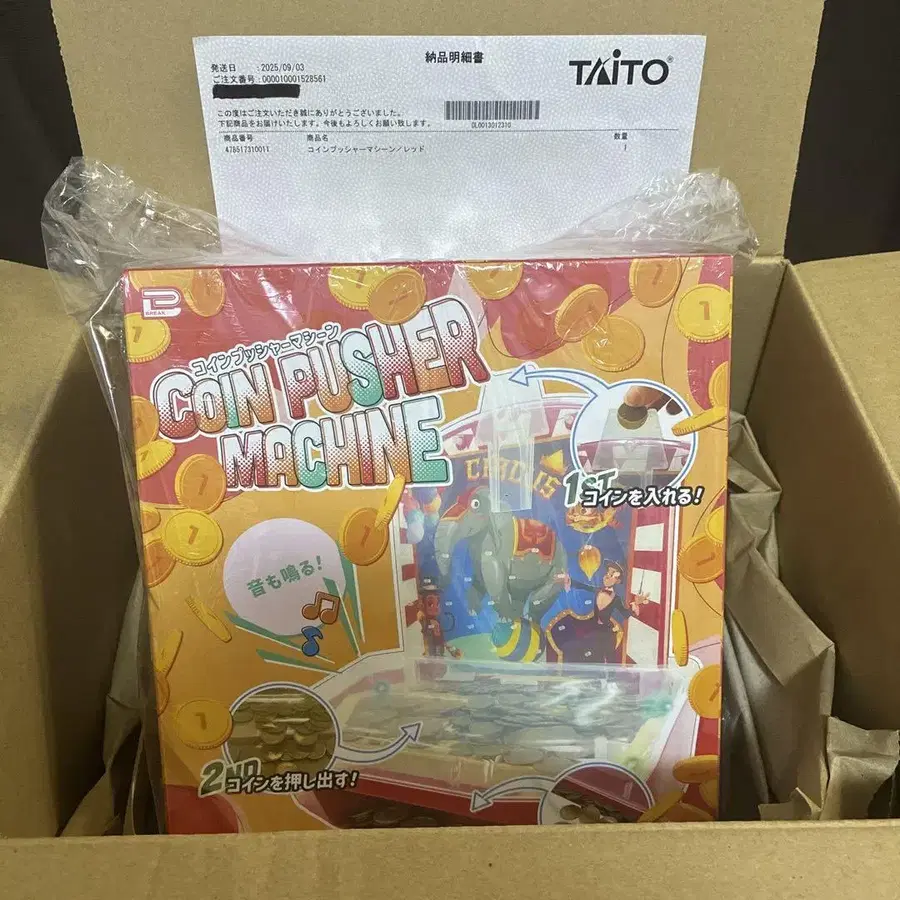 納品明細書
TAITO®
発送日 :2025/09/03
ご注文番号:000010001528561
この度はご注文いただき誠にありがとうございました。
下記商品をお届けいたします。今後もよろしくお願い致します。
DL0013012310
商品番号 商品名 数量
478517310011 コインプッシャーマシーン/レッド 1
BREAK
コインプッシャーマシーン
COIN PUSHER
MACHINE
CIRCUS
1ST
コインを入れる!
音も鳴る!
2ND
コインを押し出す!